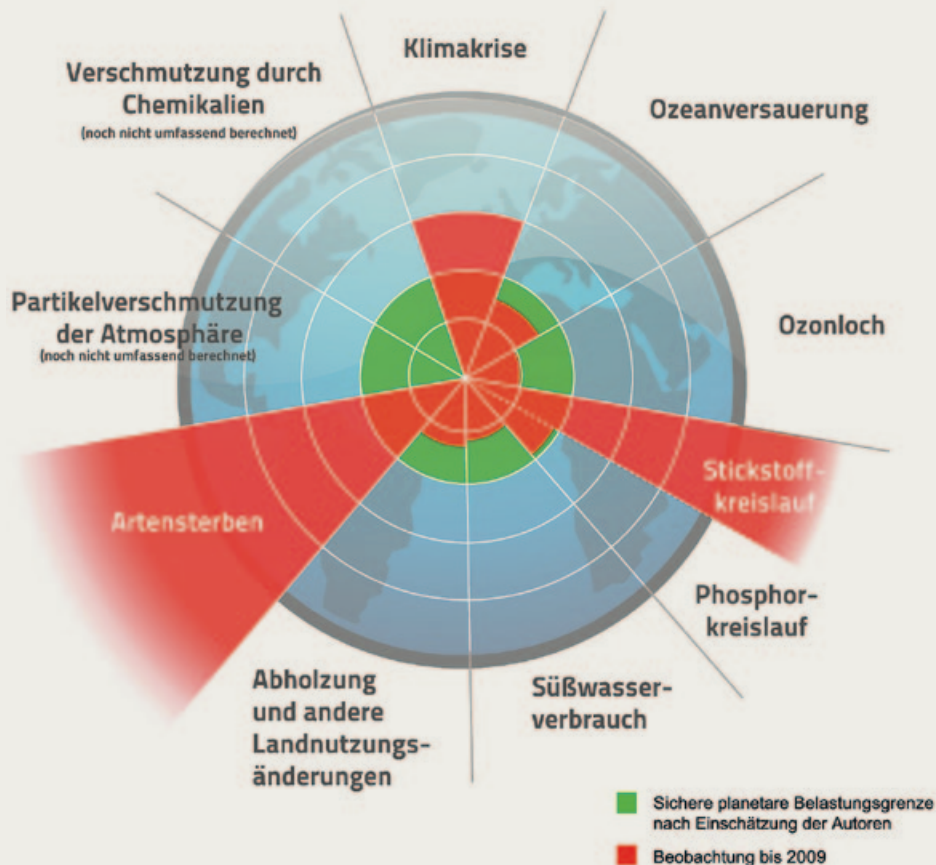 Klimakrise
Verschmutzung durch
Chemikalien
(noch nicht umfassend berechnet)
Ozeanversauerung
Partikelverschmutzung
der Atmosphäre
(noch nicht umfassend berechnet)
Ozonloch
Stickstoff-
kreislauf
Artensterben
Phosphor-
kreislauf
Abholzung
und andere
Landnutzungs-
änderungen
Süßwasser-
verbrauch
Sichere planetare Belastungsgrenze
nach Einschätzung der Autoren
Beobachtung bis 2009